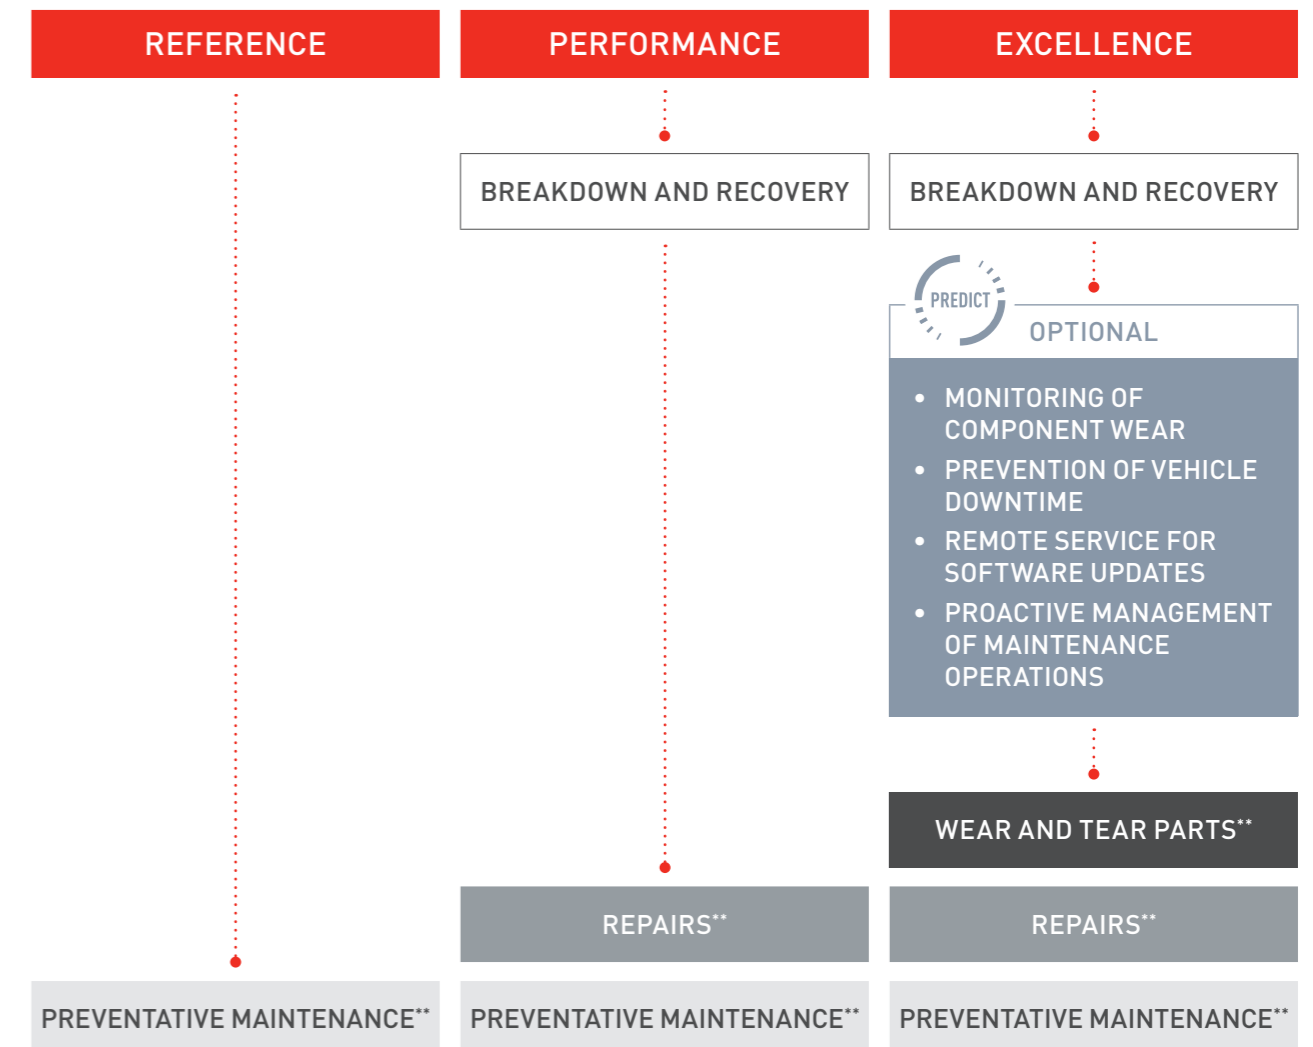 REFERENCE
PERFORMANCE
EXCELLENCE
BREAKDOWN AND RECOVERY
BREAKDOWN AND RECOVERY
PREDICT
OPTIONAL
• MONITORING OF
COMPONENT WEAR
• PREVENTION OF VEHICLE
DOWNTIME
• REMOTE SERVICE FOR
SOFTWARE UPDATES
• PROACTIVE MANAGEMENT
OF MAINTENANCE
OPERATIONS
WEAR AND TEAR PARTS**
REPAIRS**
REPAIRS**
PREVENTATIVE MAINTENANCE**
PREVENTATIVE MAINTENANCE**
PREVENTATIVE MAINTENANCE**